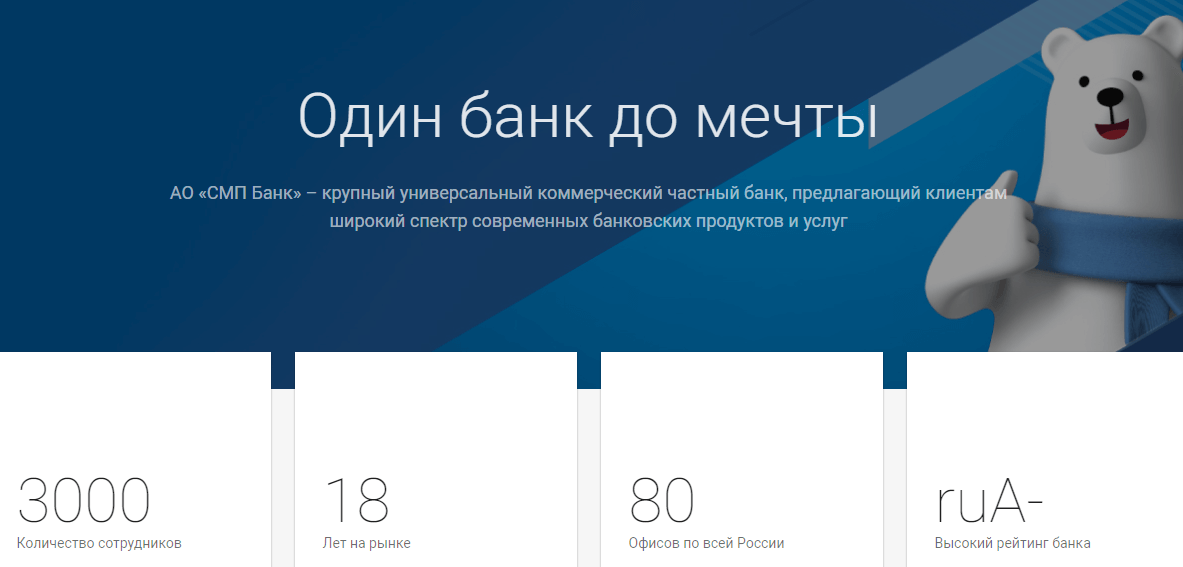 Один банк до мечты
АО «СМП Банк» – крупный универсальный коммерческий частный банк, предлагающий клиентам
широкий спектр современных банковских продуктов и услуг
3000
Количество сотрудников
18
Лет на рынке
80
Офисов по всей России
ruA-
Высокий рейтинг банка